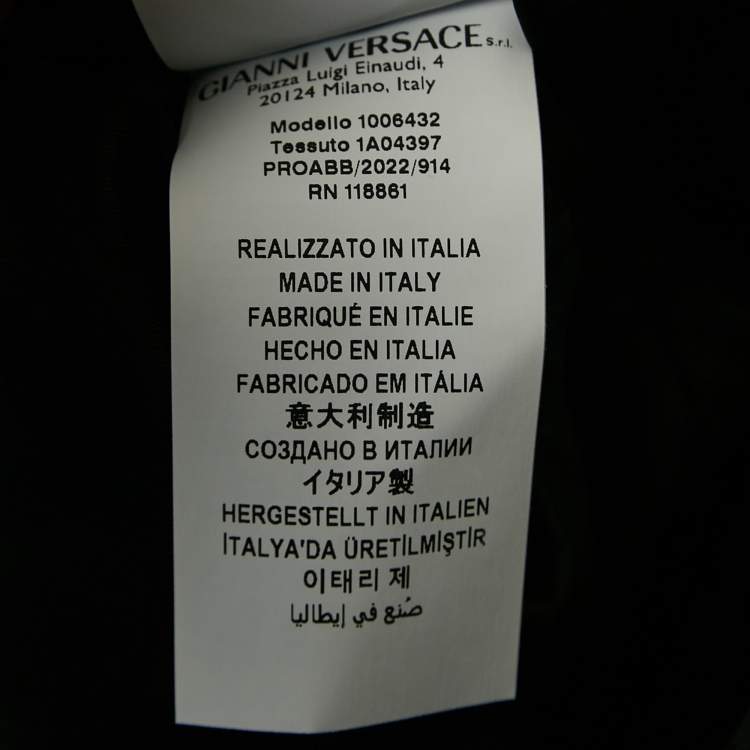 GIANNI VERSACE s.r.l.
Piazza Luigi Einaudi, 4
20124 Milano, Italy
Modello 1006432
Tessuto 1A04397
PROABB/2022/914
RN 118861
REALIZZATO IN ITALIA
MADE IN ITALY
FABRIQUÉ EN ITALIE
HECHO EN ITALIA
FABRICADO EM ITÁLIA
意大利制造
СОЗДАНО В ИТАЛИИ
イタリア製
HERGESTELLT IN ITALIEN
İTALYA'DA ÜRETİLMİŞTİR
이태리 제
صُنع في إيطاليا